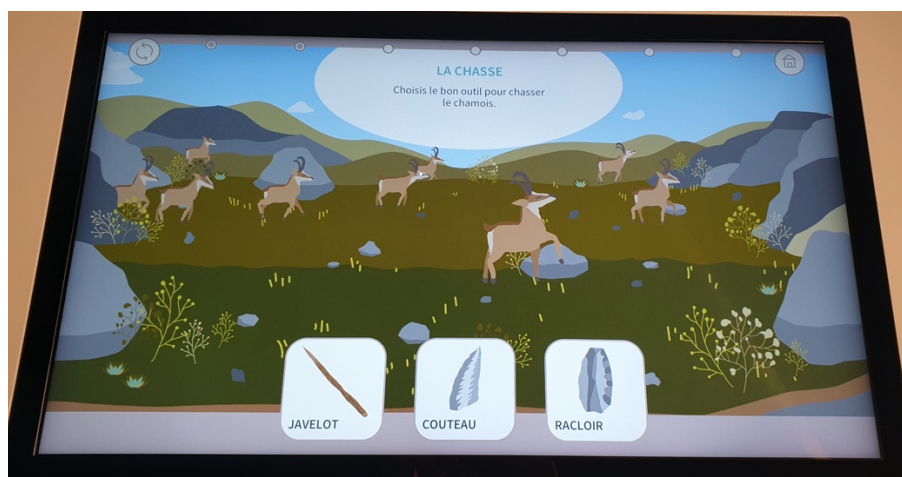 LA CHASSE
Choisis le bon outil pour chasser
le chamois.
JAVELOT
COUTEAU
RACLOIR